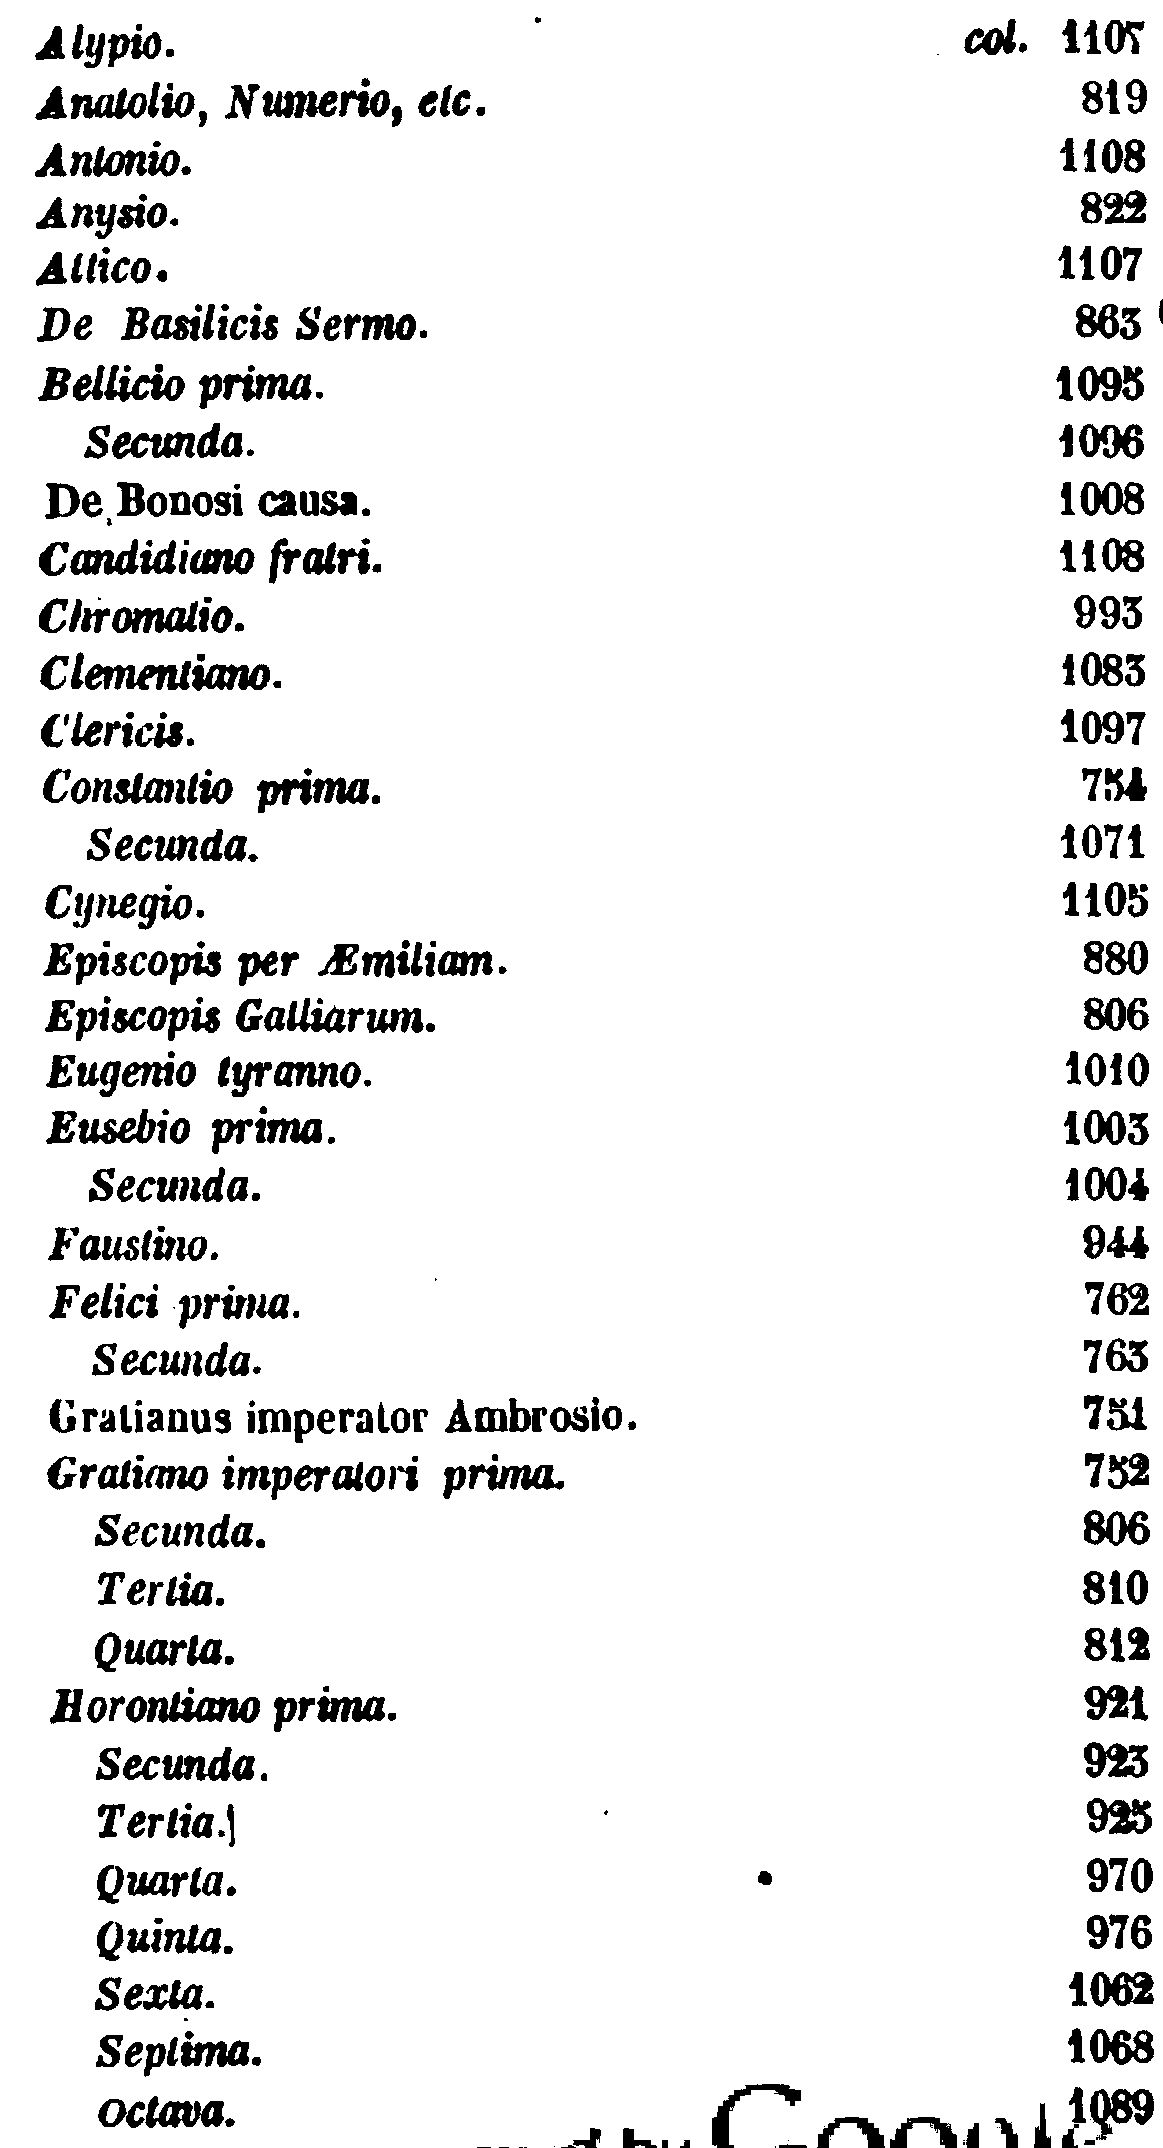 Alypio. col. 1107
Anatolio, Numerio, etc. 819
Antonio. 1108
Anysio. 822
Attico. 1107
De Basilicis Sermo. 863
Bellicio prima. 1095
Secunda. 1096
De Bonosi causa. 1008
Candidiano fratri. 1108
Chromatio. 993
Clementiano. 1083
Clericis. 1097
Constantio prima. 754
Secunda. 1071
Cynegio. 1105
Episcopis per Æmiliam. 880
Episcopis Galliarum. 806
Eugenio tyranno. 1010
Eusebio prima. 1003
Secunda. 1004
Faustino. 944
Felici prima. 762
Secunda. 763
Gratianus imperator Ambrosio. 751
Gratiano imperatori prima. 752
Secunda. 806
Tertia. 810
Quarta. 812
Horontiano prima. 921
Secunda. 923
Tertia. 925
Quarta. 970
Quinta. 976
Sexta. 1062
Septima. 1068
Octava. 1089